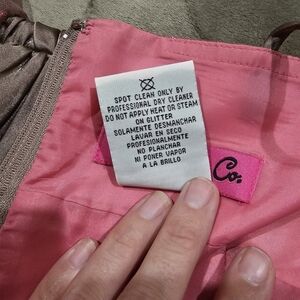 SPOT CLEAN ONLY BY
PROFESSIONAL DRY CLEANER
DO NOT APPLY HEAT OR STEAM
ON GLITTER
SOLAMENTE DESMANCHAR
LAVAR EN SECO
PROFESIONALMENTE
NO PLANCHAR
NI PONER VAPOR
A LA BRILLO
Co.